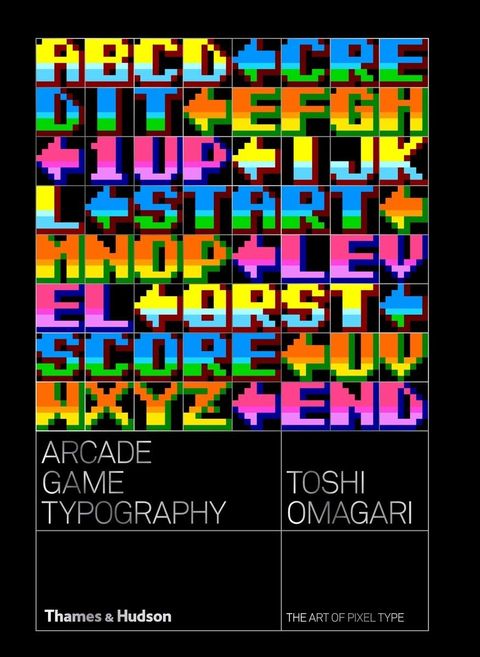 ABCD←CRE
DIT←EFGH
←1UP←IJK
L←START←
MNOP←LEV
EL←QRST←
SCORE←UV
WXYZ←END
ARCADE
GAME
TYPOGRAPHY
TOSHI
OMAGARI
Thames & Hudson
THE ART OF PIXEL TYPE